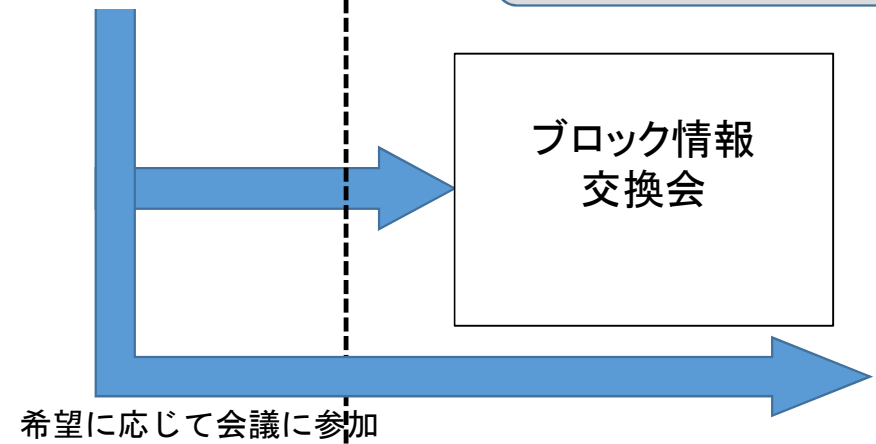 ブロック情報
交換会
希望に応じて会議に参加